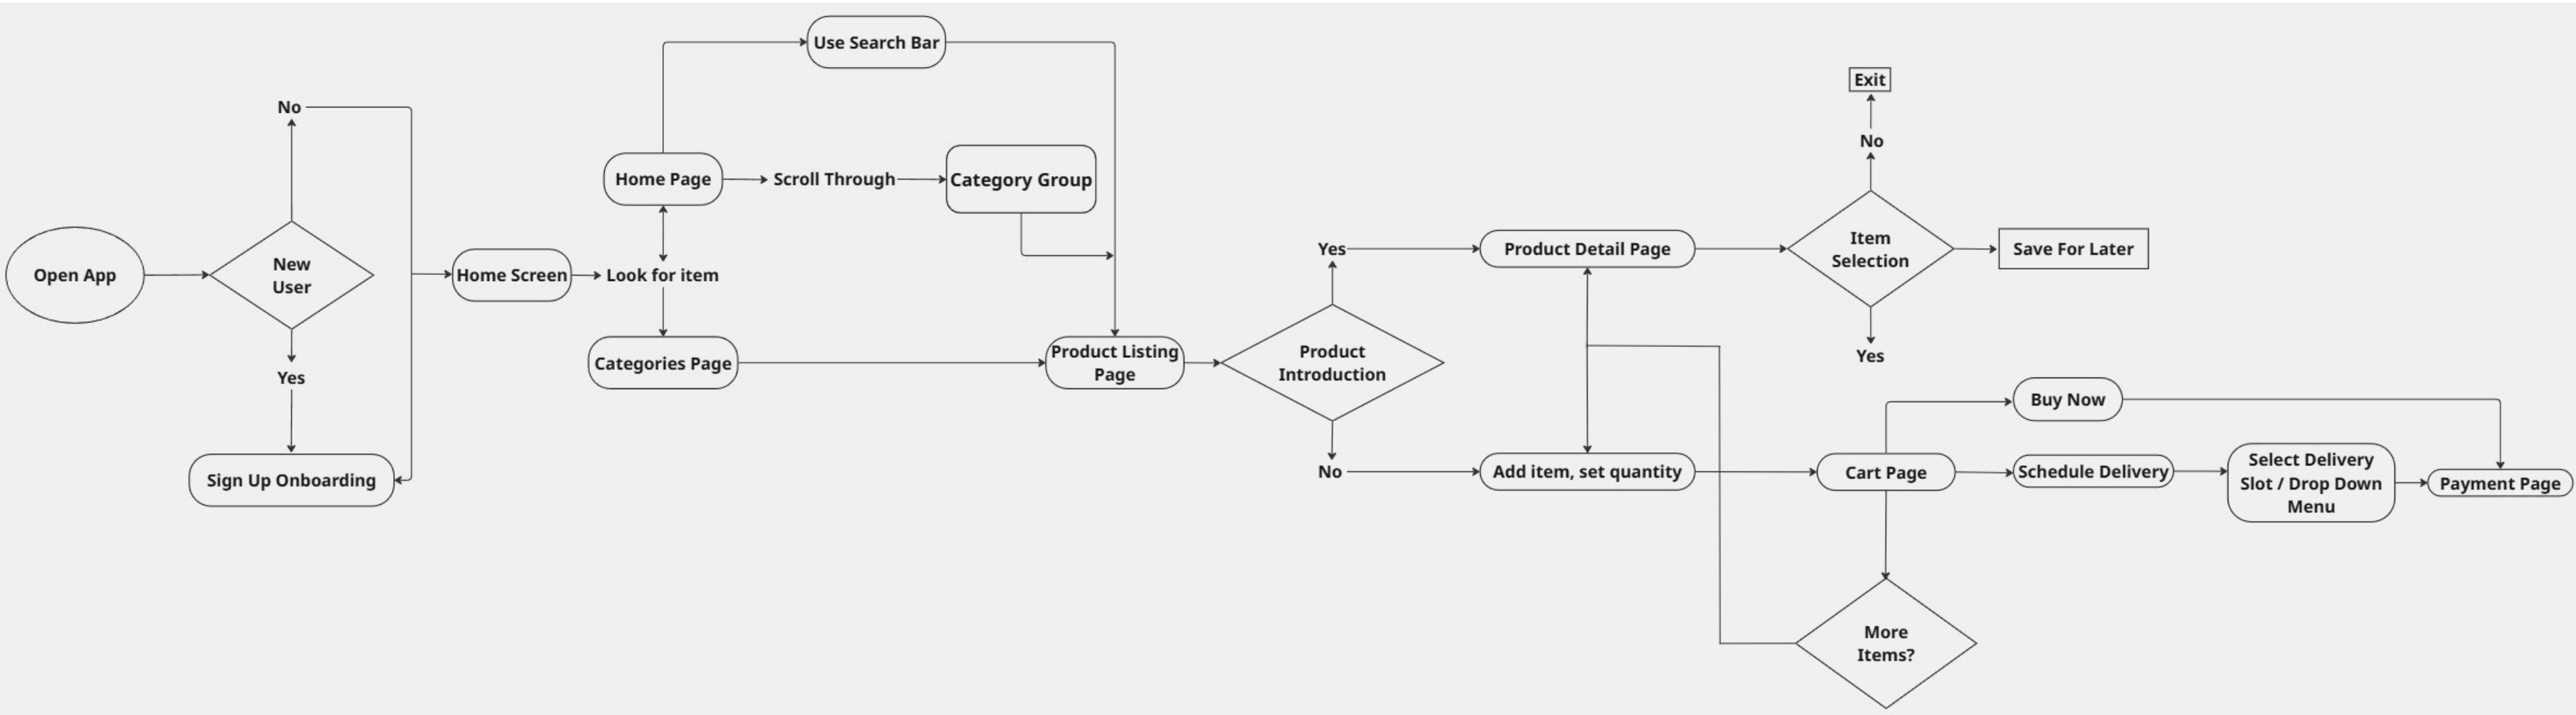 Open App
New
User
No
Yes
Sign Up Onboarding
Home Screen
Look for item
Home Page
Use Search Bar
Scroll Through
Category Group
Categories Page
Product Listing
Page
Product
Introduction
Yes
No
Product Detail Page
Add item, set quantity
Item
Selection
No
Exit
Save For Later
Yes
Cart Page
Buy Now
Schedule Delivery
Select Delivery
Slot / Drop Down
Menu
Payment Page
More
Items?